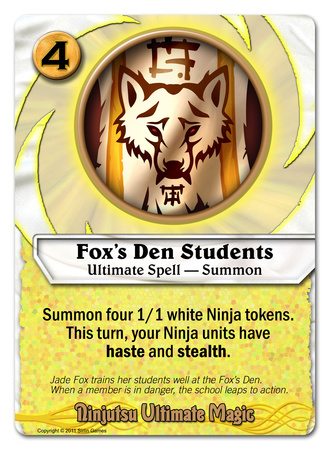 4
Fox's Den Students
Ultimate Spell — Summon
Summon four 1/1 white Ninja tokens.
This turn, your Ninja units have
haste and stealth.
Jade Fox trains her students well at the Fox's Den.
When a member is in danger, the school leaps to action.
Ninjutsu Ultimate Magic
Copyright © 2011 Sirlin Games